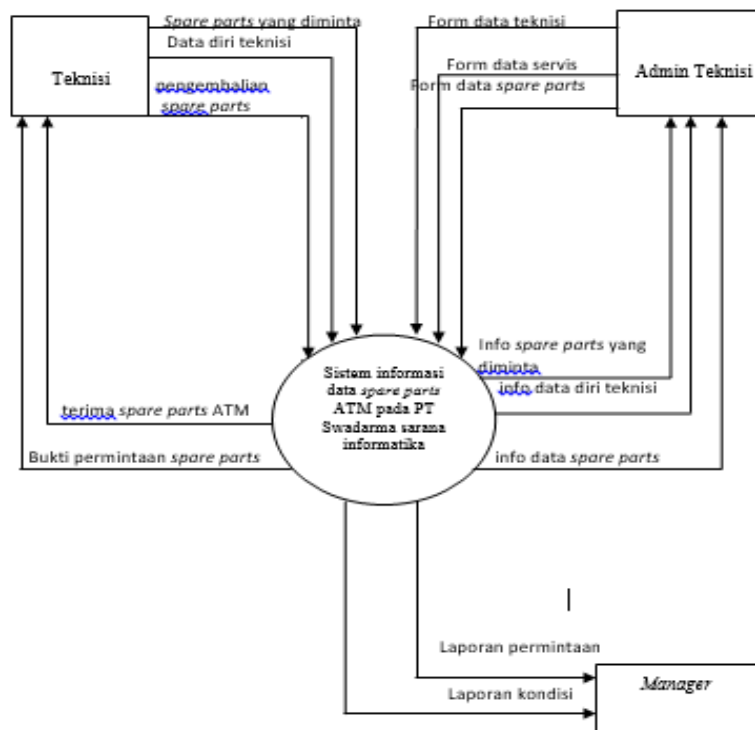 Spare parts yang diminta
Data diri teknisi
Teknisi
pengembalian
spare parts
Form data teknisi
Form data servis
Form data spare parts
Admin Teknisi
Sistem informasi
data spare parts
ATM pada PT
Swadarma sarana
informatika
Info spare parts yang
diminta
info data diri teknisi
terima spare parts ATM
Bukti permintaan spare parts
info data spare parts
Laporan permintaan
Laporan kondisi
Manager